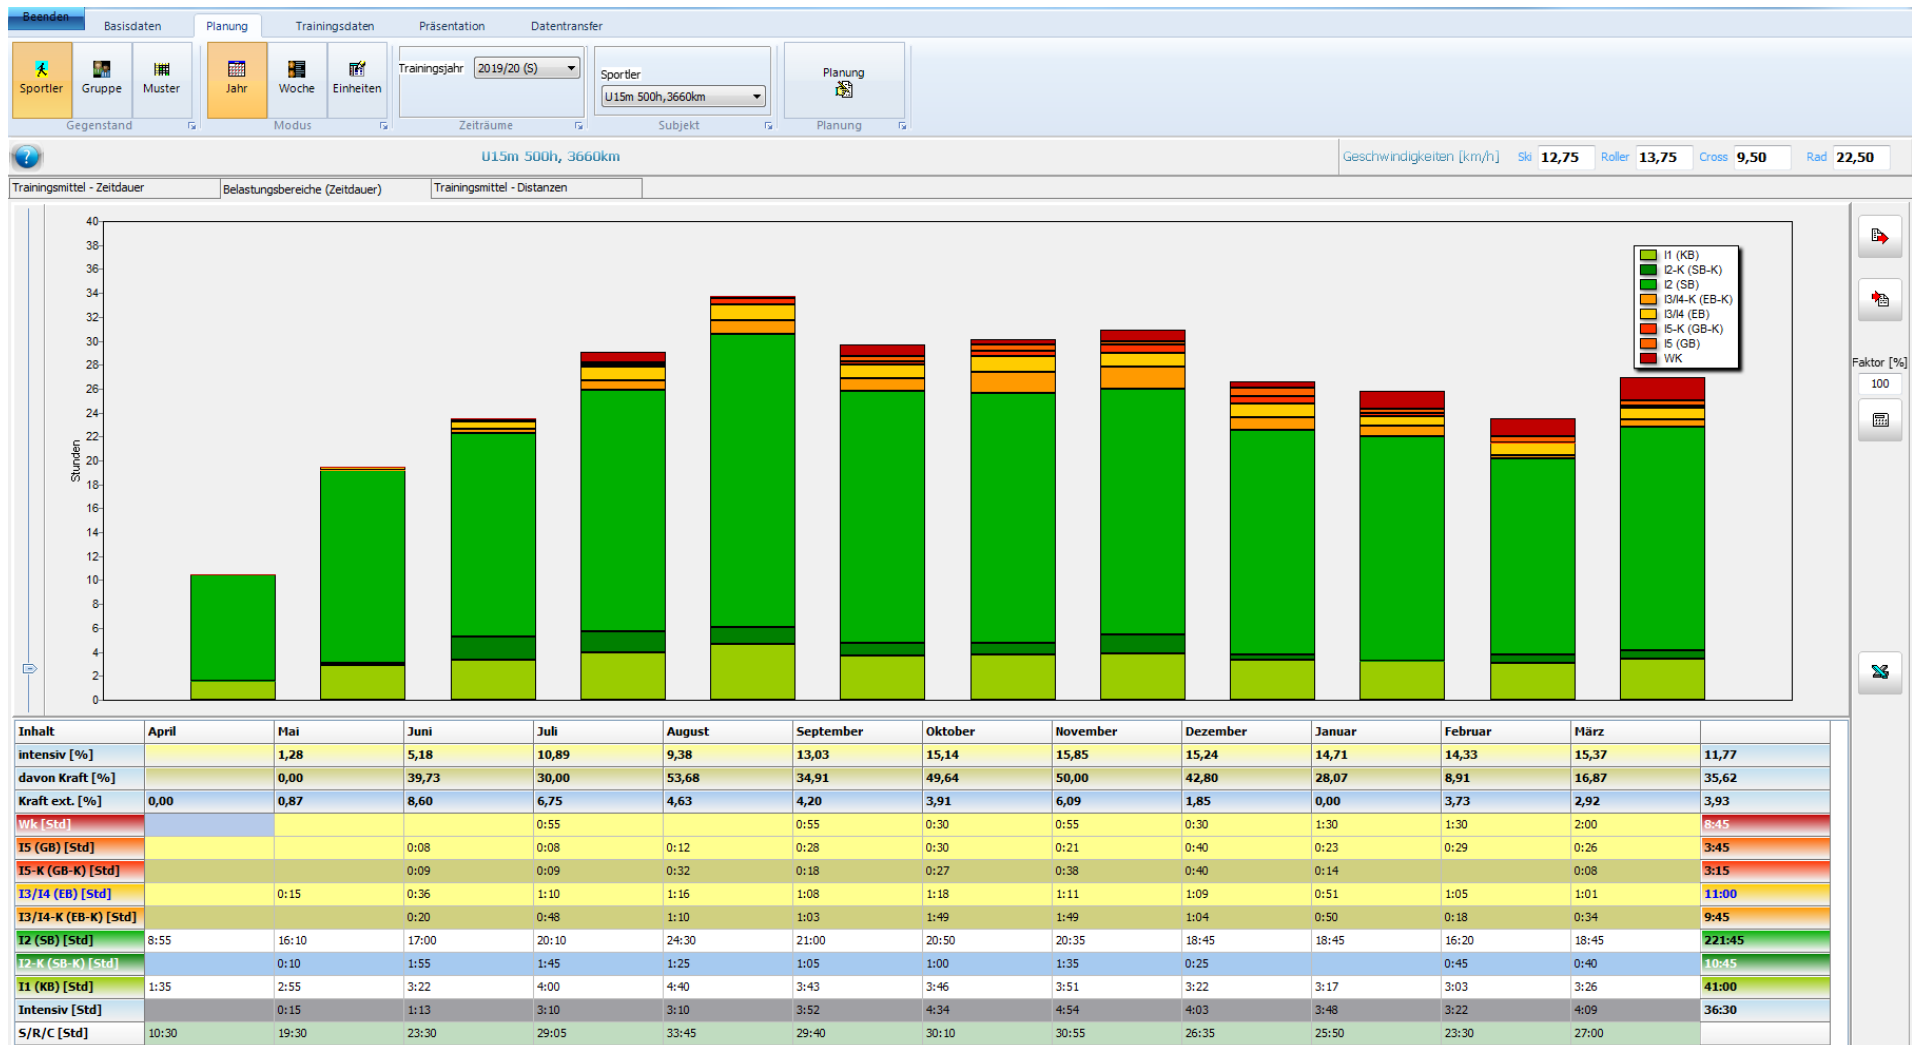 Beenden
Basisdaten Planung Trainingsdaten Präsentation Datentransfer
Sportler Gruppe Muster Jahr Woche Einheiten
Trainingsjahr 2019/20 (S)
Sportler
U15m 500h,3660km
Planung
Gegenstand Modus Zeiträume Subjekt Planung
? U15m 500h, 3660km Geschwindigkeiten [km/h] Ski 12,75 Roller 13,75 Cross 9,50 Rad 22,50
Trainingsmittel - Zeitdauer Belastungsbereiche (Zeitdauer) Trainingsmittel - Distanzen
Stunden
40
38
36
34
32
30
28
26
24
22
20
18
16
14
12
10
8
6
4
2
0
I1 (KB)
I2-K (SB-K)
I2 (SB)
I3/I4-K (EB-K)
I3/I4 (EB)
I5-K (GB-K)
I5 (GB)
WK
Faktor [%]
100
Inhalt April Mai Juni Juli August September Oktober November Dezember Januar Februar März
intensiv [%] 1,28 5,18 10,89 9,38 13,03 15,14 15,85 15,24 14,71 14,33 15,37 11,77
davon Kraft [%] 0,00 39,73 30,00 53,68 34,91 49,64 50,00 42,80 28,07 8,91 16,87 35,62
Kraft ext. [%] 0,00 0,87 8,60 6,75 4,63 4,20 3,91 6,09 1,85 0,00 3,73 2,92 3,93
Wk [Std] 0:55 0:55 0:30 0:55 0:30 1:30 1:30 2:00 8:45
I5 (GB) [Std] 0:08 0:08 0:12 0:28 0:30 0:21 0:40 0:23 0:29 0:26 3:45
I5-K (GB-K) [Std] 0:09 0:09 0:32 0:18 0:27 0:38 0:40 0:14 0:08 3:15
I3/I4 (EB) [Std] 0:15 0:36 1:10 1:16 1:08 1:18 1:11 1:09 0:51 1:05 1:01 11:00
I3/I4-K (EB-K) [Std] 0:20 0:48 1:10 1:03 1:49 1:49 1:04 0:50 0:18 0:34 9:45
I2 (SB) [Std] 8:55 16:10 17:00 20:10 24:30 21:00 20:50 20:35 18:45 18:45 16:20 18:45 221:45
I2-K (SB-K) [Std] 0:10 1:55 1:45 1:25 1:05 1:00 1:35 0:25 0:45 0:40 10:45
I1 (KB) [Std] 1:35 2:55 3:22 4:00 4:40 3:43 3:46 3:51 3:22 3:17 3:03 3:26 41:00
Intensiv [Std] 0:15 1:13 3:10 3:10 3:52 4:34 4:54 4:03 3:48 3:22 4:09 36:30
S/R/C [Std] 10:30 19:30 23:30 29:05 33:45 29:40 30:10 30:55 26:35 25:50 23:30 27:00